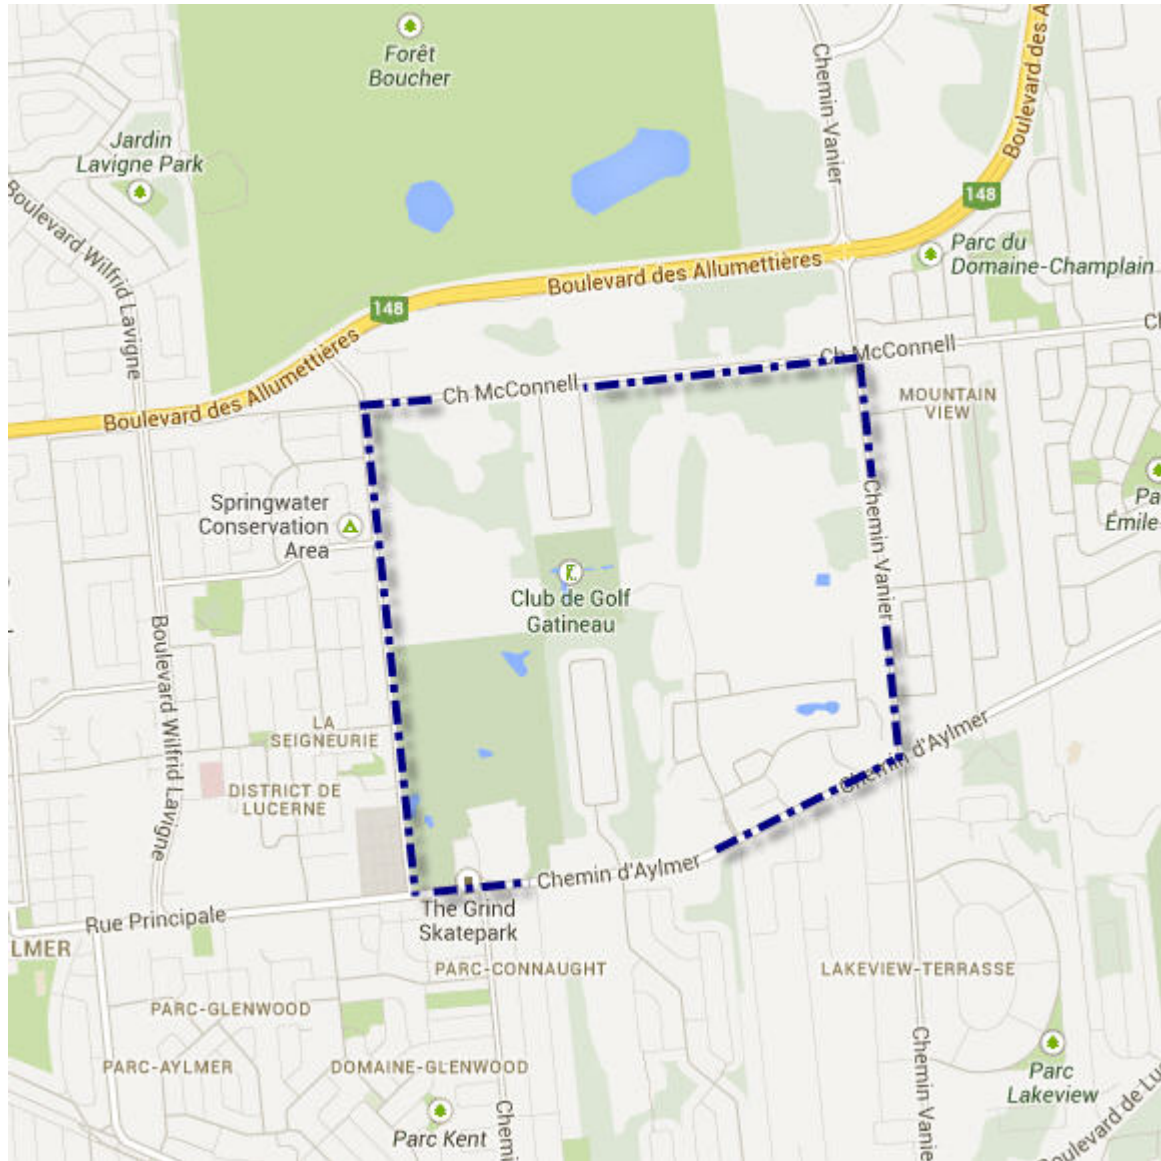 Forêt
Boucher
Chemin Vanier
Boulevard des A
Jardin
Lavigne Park
Boulevard Wilfrid Lavigne
148
Parc du
Domaine-Champlain
Boulevard des Allumettières
148
Boulevard des Allumettières
Ch
Ch McConnell
Ch McConnell
MOUNTAIN
VIEW
Springwater
Conservation
Area
Chemin Vanier
Pa
Émile-
Club de Golf
Gatineau
Boulevard Wilfrid Lavigne
LA
SEIGNEURIE
DISTRICT DE
LUCERNE
Chemin d'Aylmer
Chemin d'Aylmer
Rue Principale
The Grind
Skatepark
LMER
PARC-CONNAUGHT
LAKEVIEW-TERRASSE
PARC-GLENWOOD
PARC-AYLMER
DOMAINE-GLENWOOD
Chemin Vanie
Parc
Lakeview
Parc Kent
Chemi
Boulevard de Lu